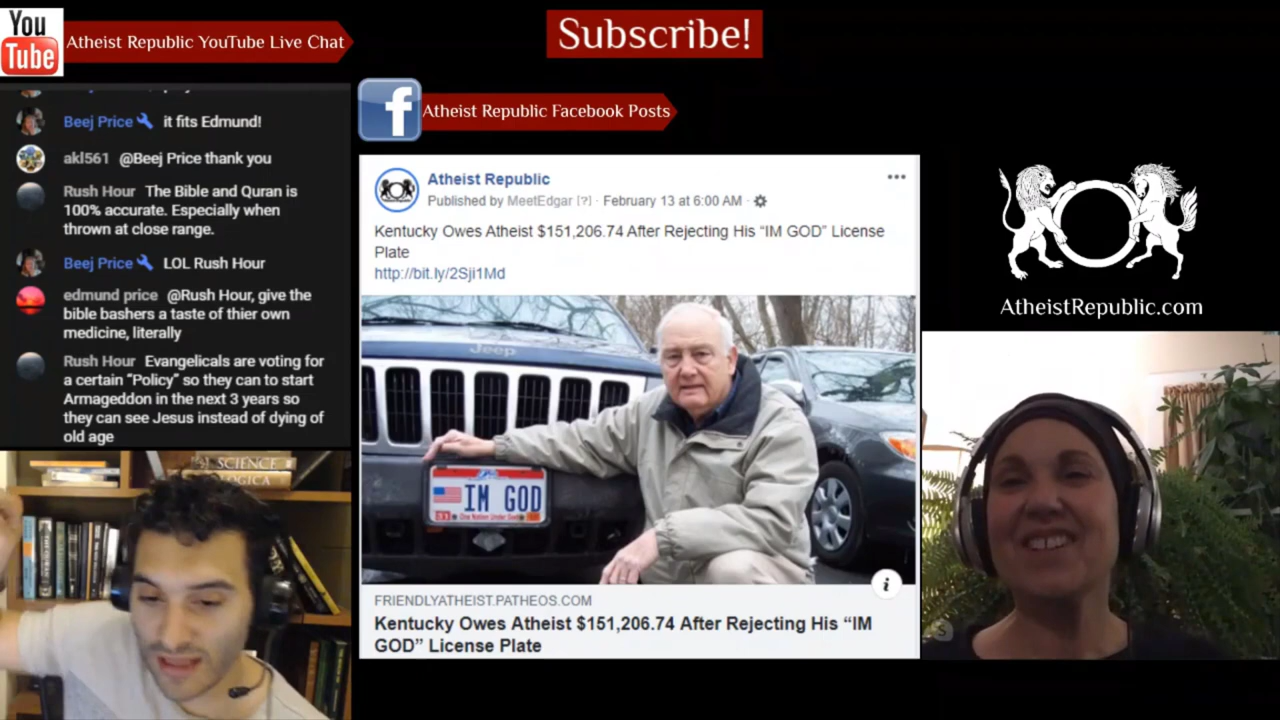 You
Tube
Atheist Republic YouTube Live Chat
Subscribe!
Beej Price it fits Edmund!
akl561 @Beej Price thank you
Rush Hour The Bible and Quran is
100% accurate. Especially when
thrown at close range.
Beej Price LOL Rush Hour
edmund price @Rush Hour, give the
bible bashers a taste of thier own
medicine, literally
Rush Hour Evangelicals are voting for
a certain “Policy” so they can to start
Armageddon in the next 3 years so
they can see Jesus instead of dying of
old age
f
Atheist Republic Facebook Posts
Atheist Republic
Published by MeetEdgar [?] · February 13 at 6:00 AM ·
Kentucky Owes Atheist $151,206.74 After Rejecting His “IM GOD” License
Plate
http://bit.ly/2Sji1Md
Jeep
IM GOD
One Nation Under God
i
FRIENDLYATHEIST.PATHEOS.COM
Kentucky Owes Atheist $151,206.74 After Rejecting His “IM
GOD” License Plate
AtheistRepublic.com
SCIENCE
LOGICA